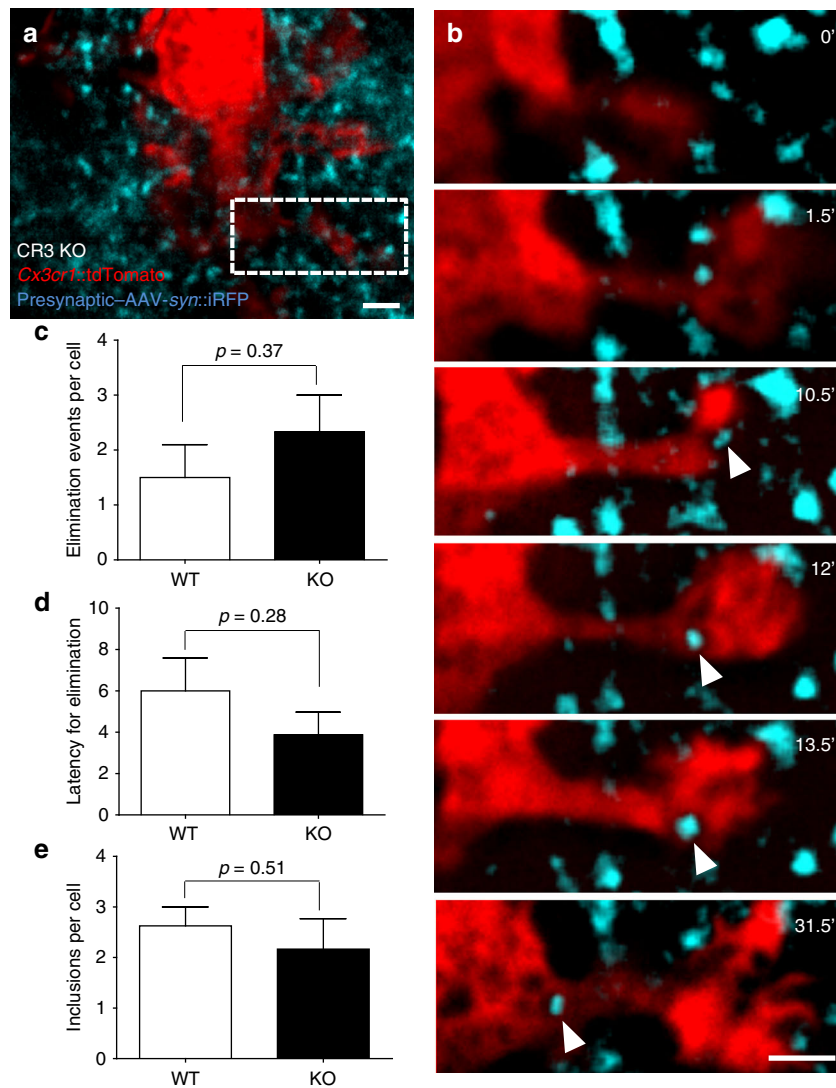 a
CR3 KO
Cx3cr1::tdTomato
Presynaptic–AAV-syn::iRFP
b
0'
1.5'
10.5'
12'
13.5'
31.5'
c
Elimination events per cell
4
3
2
1
0
p = 0.37
WT
KO
d
Latency for elimination
10
8
6
4
2
0
p = 0.28
WT
KO
e
Inclusions per cell
4
3
2
1
0
p = 0.51
WT
KO